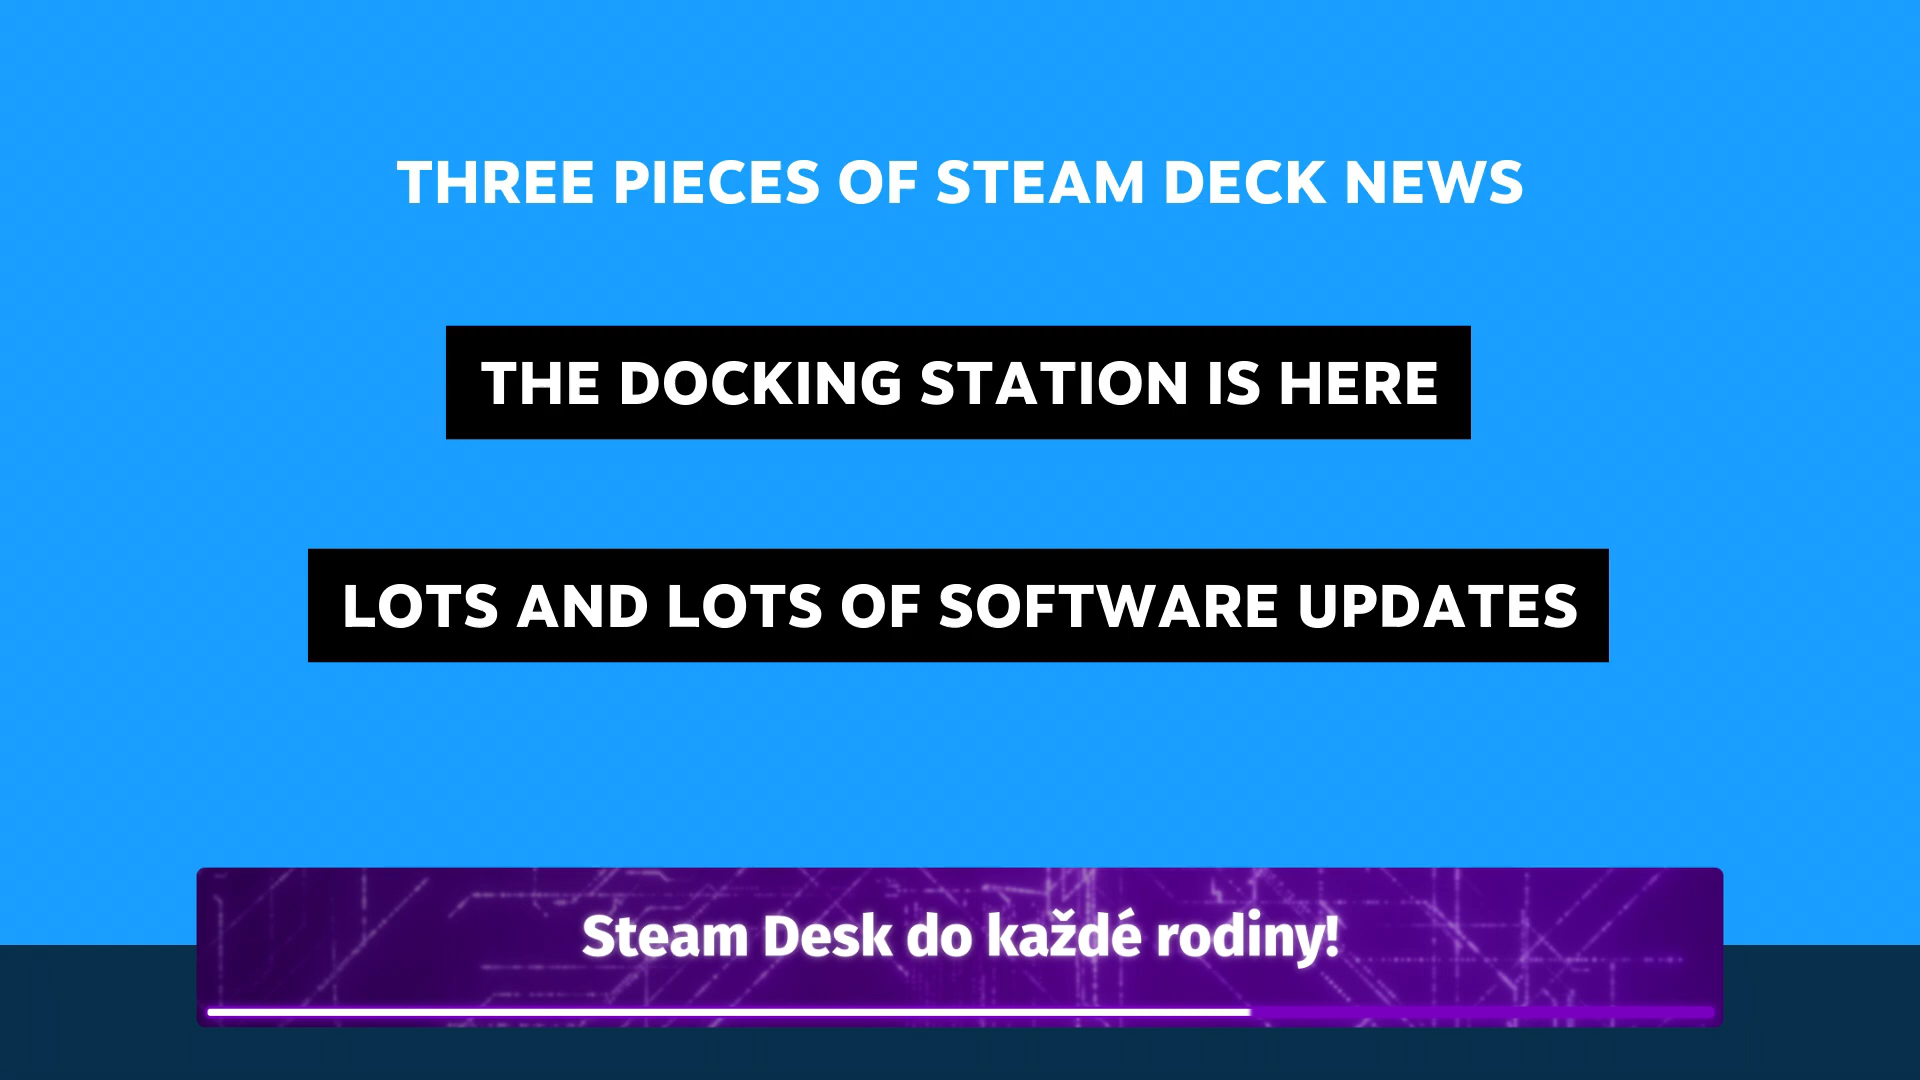 THREE PIECES OF STEAM DECK NEWS
THE DOCKING STATION IS HERE
LOTS AND LOTS OF SOFTWARE UPDATES
Steam Desk do každé rodiny!